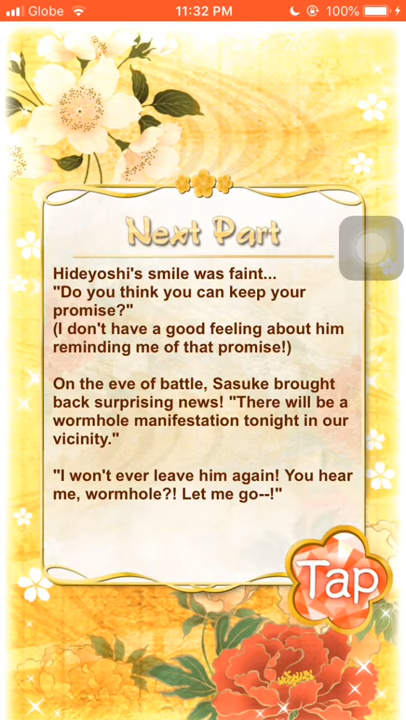 Globe 11:32 PM 100%
Next Part
Hideyoshi's smile was faint...
"Do you think you can keep your
promise?"
(I don't have a good feeling about him
reminding me of that promise!)
On the eve of battle, Sasuke brought
back surprising news! "There will be a
wormhole manifestation tonight in our
vicinity."
"I won't ever leave him again! You hear
me, wormhole?! Let me go--!"
Tap